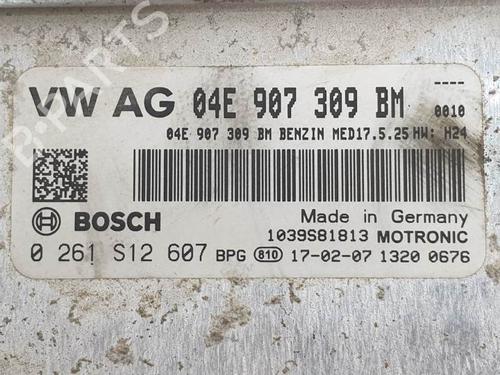 VW AG 04E 907 309 BM 0010
04E 907 309 BM BENZIN MED17.5.25 HW: H24
BOSCH
Made in Germany
1039S81813 MOTRONIC
0 261 S12 607 BPG 810 17-02-07 1320 0676
B-PARTS